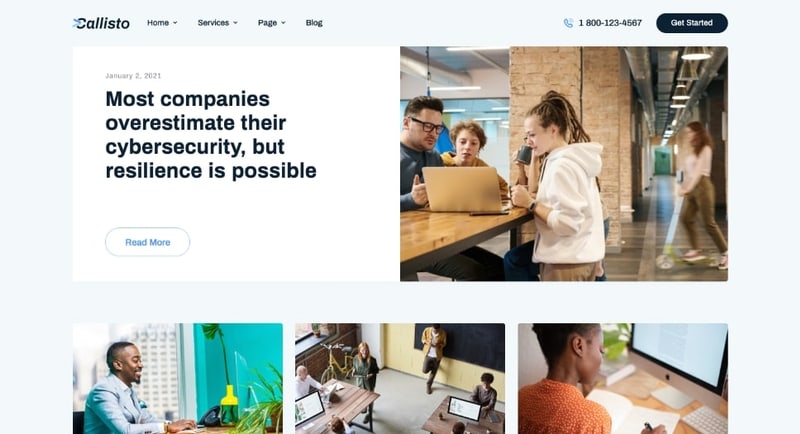 Callisto
Home
Services
Page
Blog
1 800-123-4567
Get Started
January 2, 2021
Most companies
overestimate their
cybersecurity, but
resilience is possible
Read More